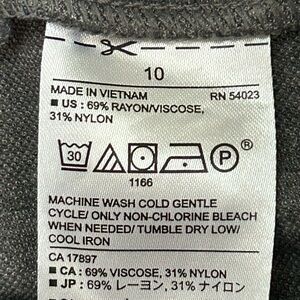 10
MADE IN VIETNAM RN 54023
■ US : 69% RAYON/VISCOSE,
31% NYLON
30 P®
1166
MACHINE WASH COLD GENTLE
CYCLE/ ONLY NON-CHLORINE BLEACH
WHEN NEEDED/ TUMBLE DRY LOW/
COOL IRON
CA 17897
■ CA : 69% VISCOSE, 31% NYLON
■ JP : 69% レーヨン, 31% ナイロン